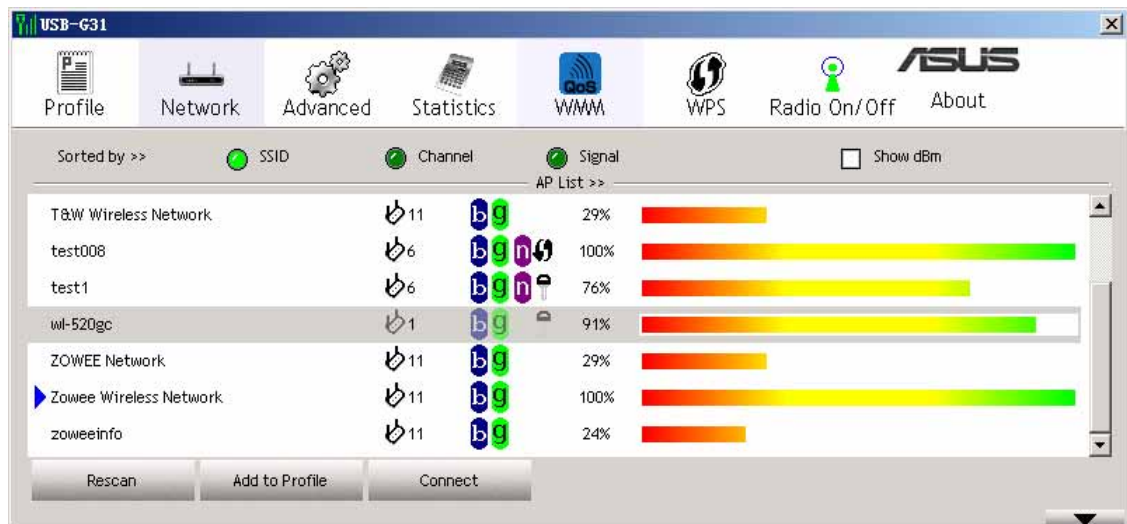 USB-G31
Profile Network Advanced Statistics QoS WMM WPS Radio On/Off ASUS About
Sorted by >> SSID Channel Signal Show dBm
AP List >>
T&W Wireless Network 11 b g 29%
test008 6 b g n 100%
test1 6 b g n 76%
wl-520gc 1 b g 91%
ZOWEE Network 11 b g 29%
Zowee Wireless Network 11 b g 100%
zoweeinfo 11 b g 24%
Rescan Add to Profile Connect